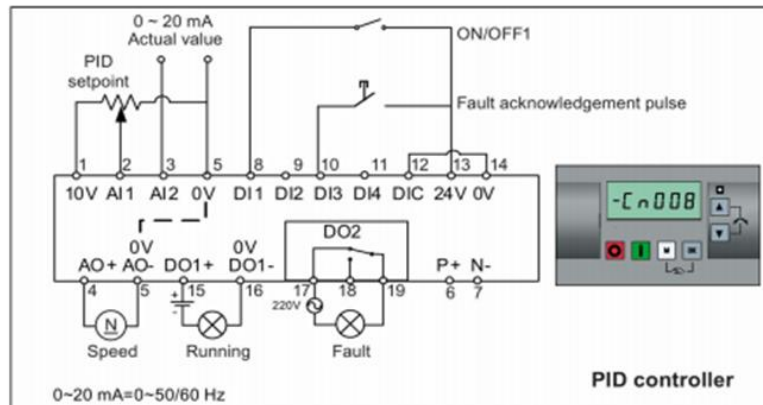 0 ~ 20 mA
Actual value
ON/OFF1
PID
setpoint
Fault acknowledgement pulse
1 2 3 5 8 9 10 11 12 13 14
10V AI1 AI2 0V DI1 DI2 DI3 DI4 DIC 24V 0V
-Cn008
DO2
0V 0V
AO+ AO- DO1+ DO1- P+ N-
4 5 15 16 17 18 19 6 7
+
-
220V
N
Speed Running Fault
PID controller
0~20 mA=0~50/60 Hz